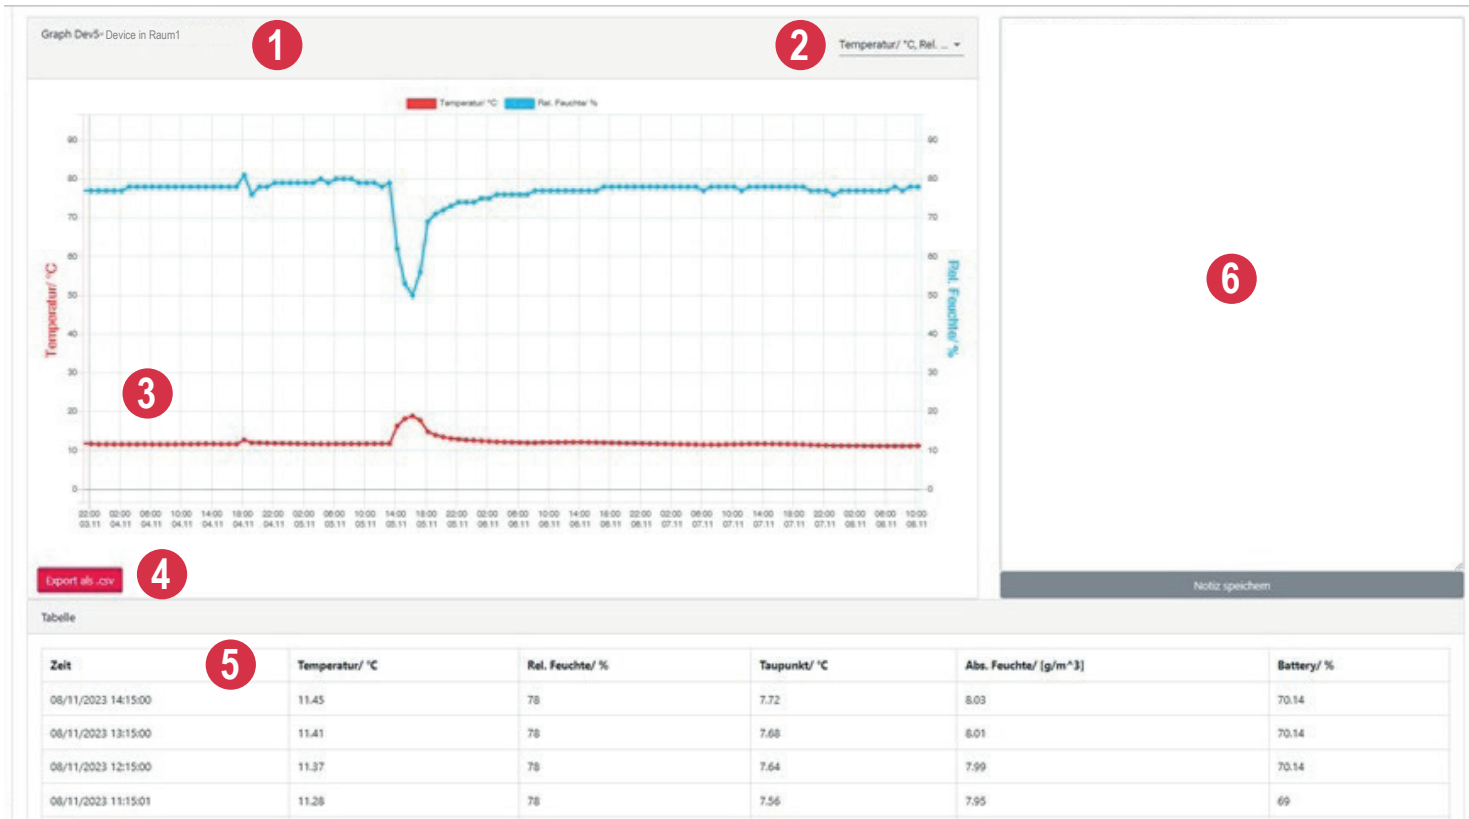 Graph Dev5- Device in Raum1
1
2
Temperatur/ °C, Rel. ...
Temperatur/ °C
Rel. Feuchte/ %
90
80
70
60
50
40
30
20
10
0
Temperatur/ °C
90
80
70
60
50
40
30
20
10
0
Rel. Feuchte/ %
3
22:00 02:00 06:00 10:00 14:00 18:00 22:00 02:00 06:00 10:00 14:00 18:00 22:00 02:00 06:00 10:00 14:00 18:00 22:00 02:00 06:00 10:00 14:00 18:00 22:00 02:00 06:00 10:00
03.11 04.11 04.11 04.11 04.11 04.11 04.11 05.11 05.11 05.11 05.11 05.11 05.11 06.11 06.11 06.11 06.11 06.11 06.11 07.11 07.11 07.11 07.11 07.11 07.11 08.11 08.11 08.11
Export als .csv
4
6
Notiz speichern
Tabelle
5
Zeit Temperatur/ °C Rel. Feuchte/ % Taupunkt/ °C Abs. Feuchte/ [g/m^3] Battery/ %
08/11/2023 14:15:00 11.45 78 7.72 8.03 70.14
08/11/2023 13:15:00 11.41 78 7.68 8.01 70.14
08/11/2023 12:15:00 11.37 78 7.64 7.99 70.14
08/11/2023 11:15:01 11.28 78 7.56 7.95 69